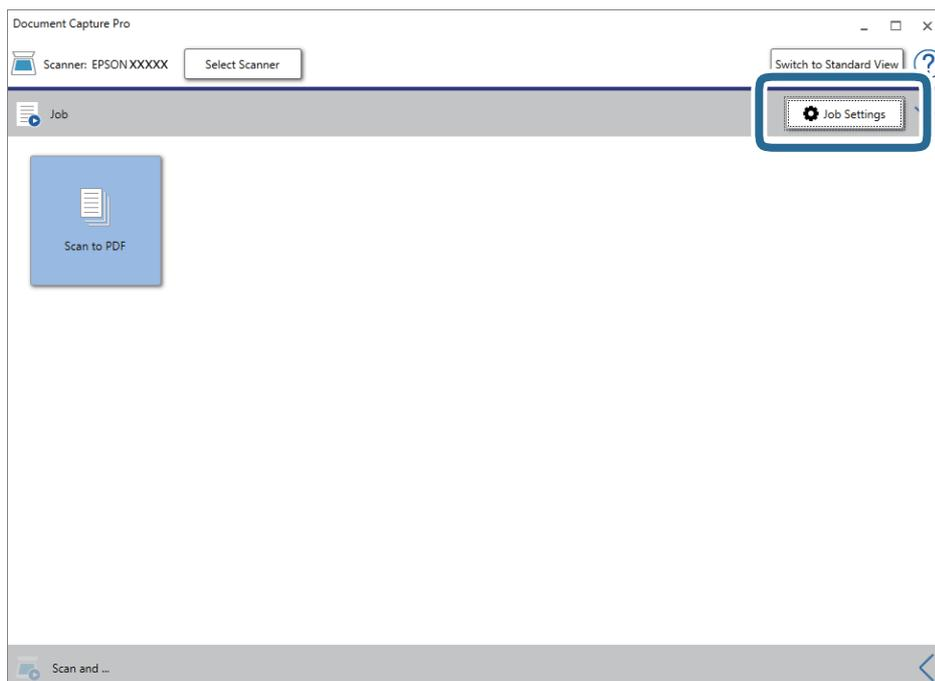 Document Capture Pro
Scanner: EPSON XXXXX Select Scanner Switch to Standard View ?
Job Job Settings
Scan to PDF
Scan and ...